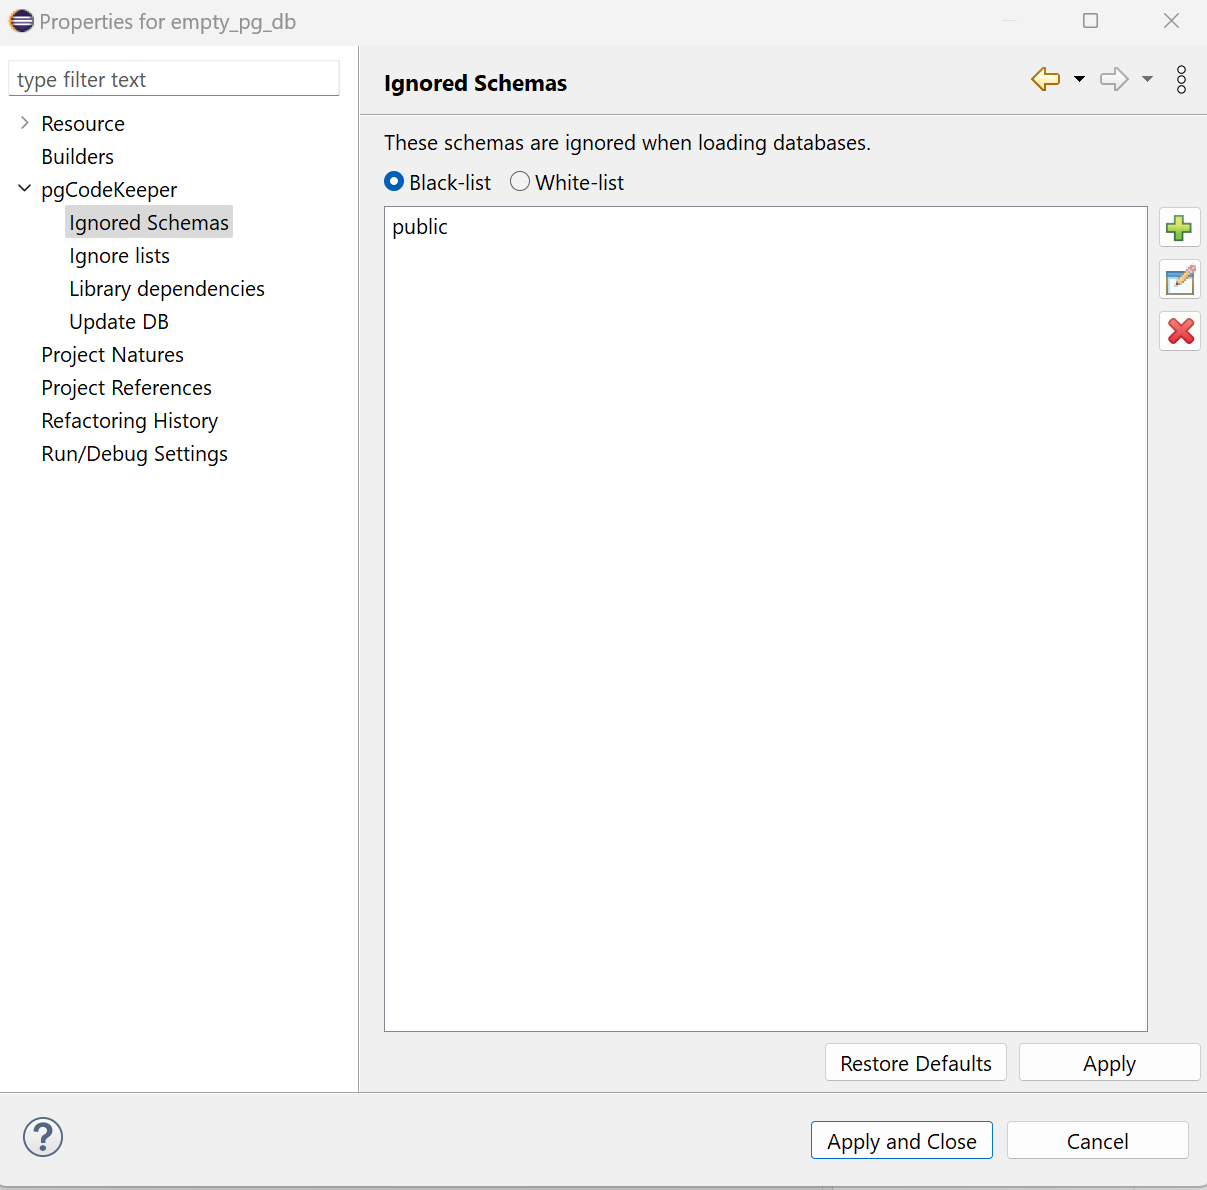 Properties for empty_pg_db
type filter text
Resource
Builders
pgCodeKeeper
Ignored Schemas
Ignore lists
Library dependencies
Update DB
Project Natures
Project References
Refactoring History
Run/Debug Settings
Ignored Schemas
These schemas are ignored when loading databases.
Black-list White-list
public
Restore Defaults Apply
Apply and Close Cancel